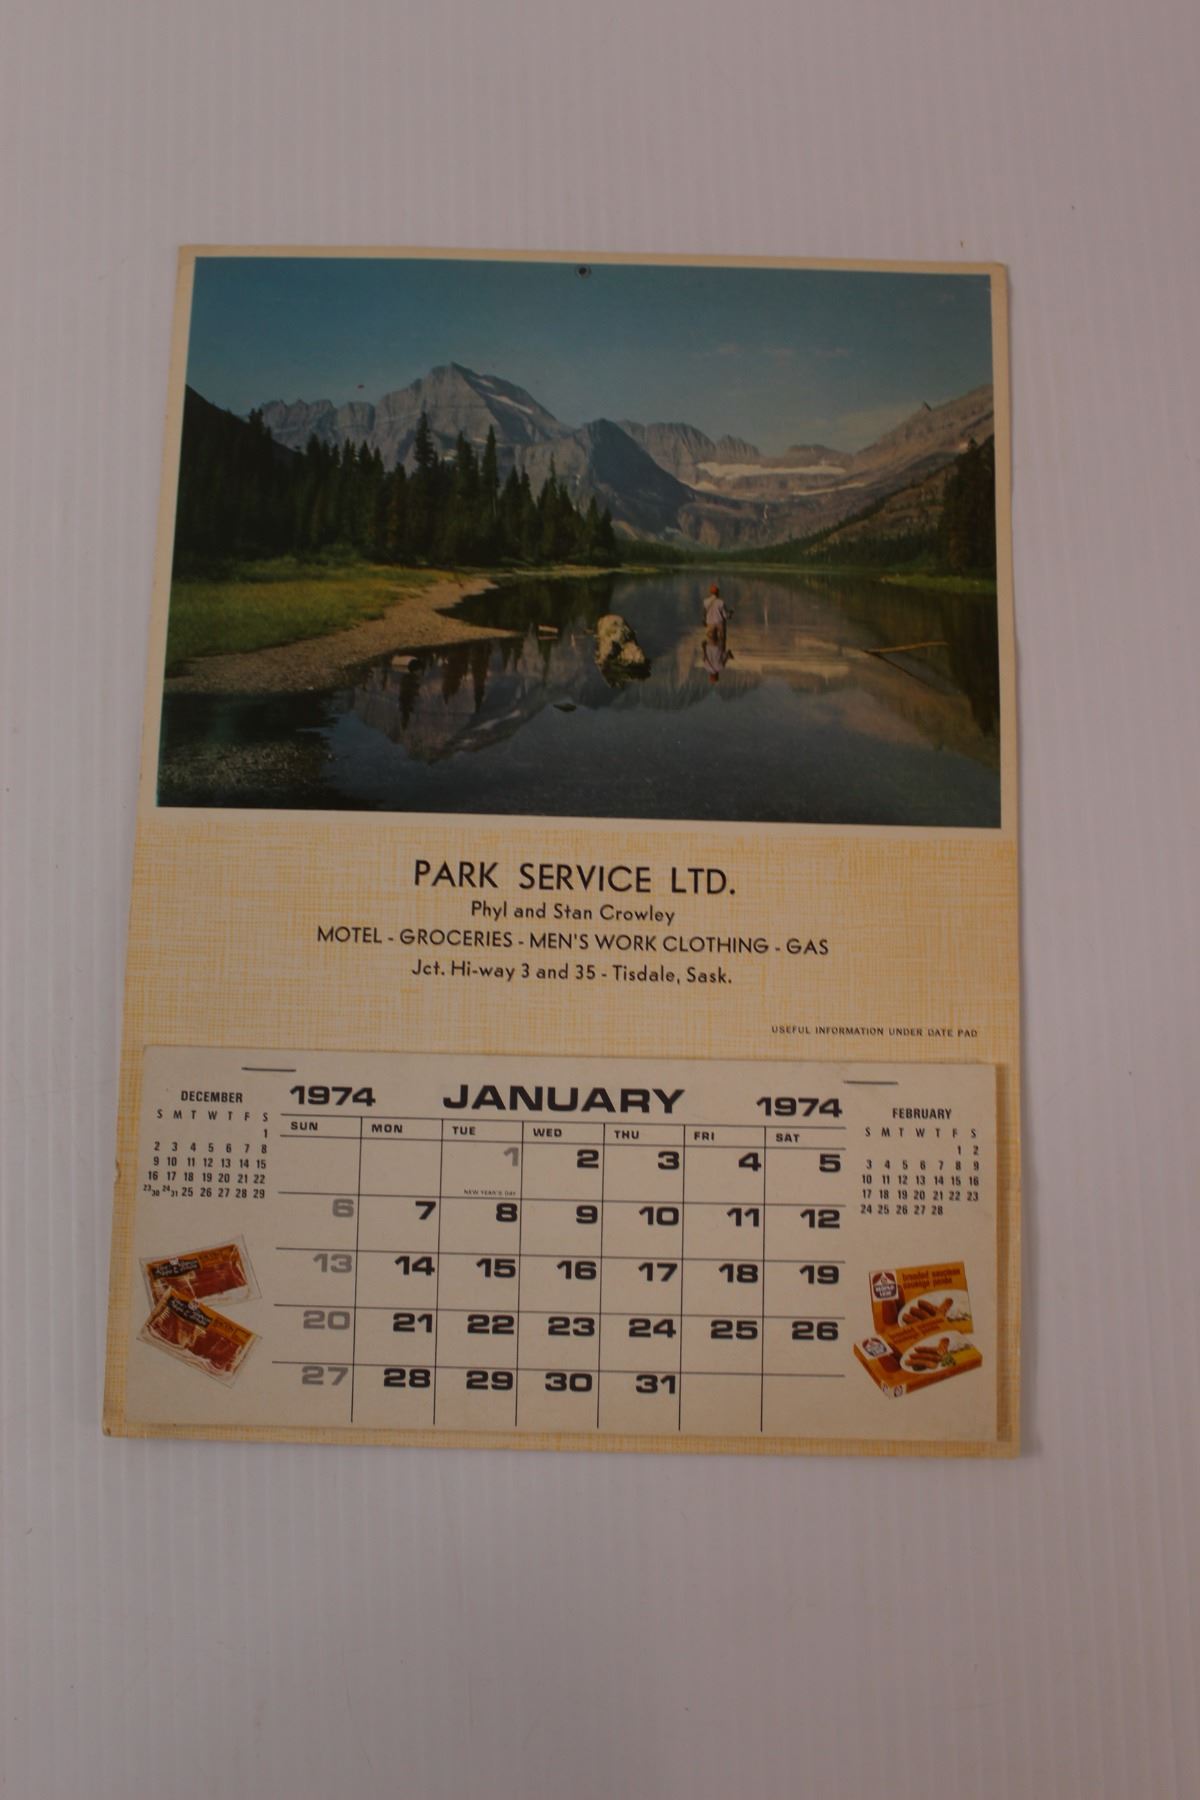 PARK SERVICE LTD.
Phyl and Stan Crowley
MOTEL - GROCERIES - MEN'S WORK CLOTHING - GAS
Jct. Hi-way 3 and 35 - Tisdale, Sask.
USEFUL INFORMATION UNDER DATE PAD
DECEMBER
S M T W T F S
1
2 3 4 5 6 7 8
9 10 11 12 13 14 15
16 17 18 19 20 21 22
23 30 24 31 25 26 27 28 29
1974 JANUARY 1974
SUN MON TUE WED THU FRI SAT
1 2 3 4 5
NEW YEAR'S DAY
6 7 8 9 10 11 12
13 14 15 16 17 18 19
20 21 22 23 24 25 26
27 28 29 30 31
FEBRUARY
S M T W T F S
1 2
3 4 5 6 7 8 9
10 11 12 13 14 15 16
17 18 19 20 21 22 23
24 25 26 27 28
breaded sausage